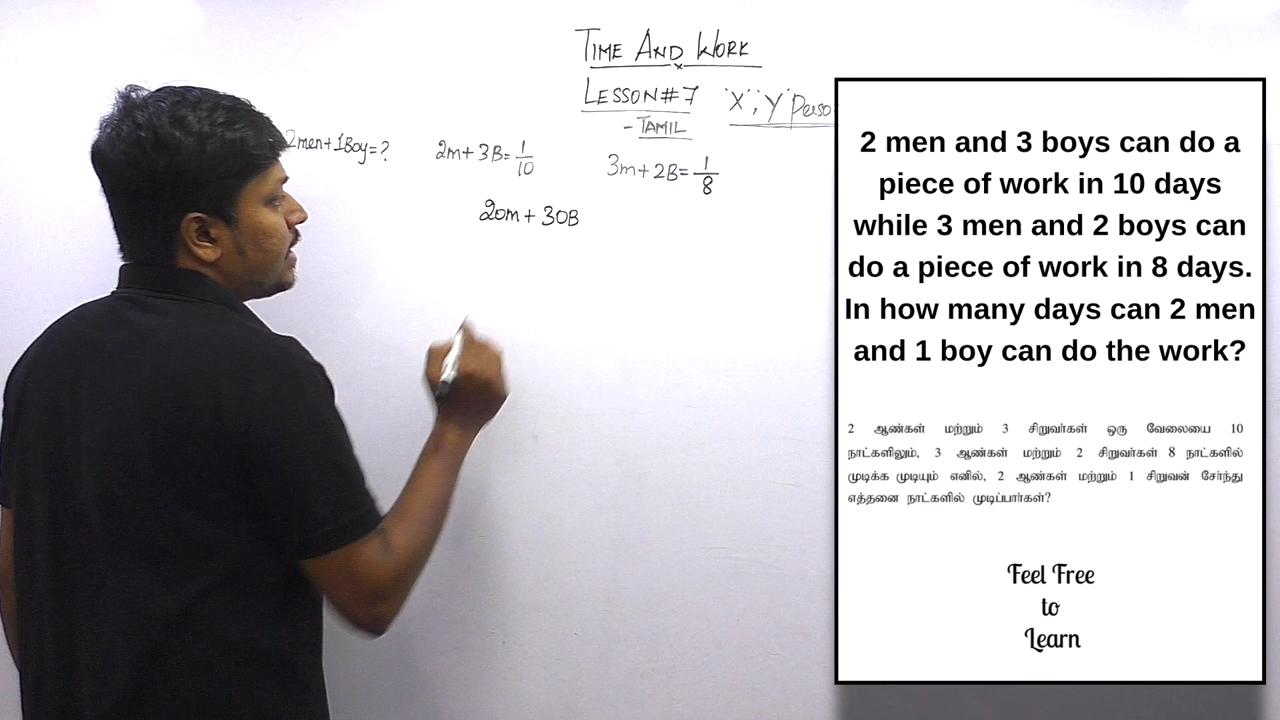 TIME AND WORK
LESSON#7
'X', 'Y' Perso
- TAMIL
2men+1Boy=?
2m+3B=1/10
3m+2B=1/8
20m+30B
2 men and 3 boys can do a
piece of work in 10 days
while 3 men and 2 boys can
do a piece of work in 8 days.
In how many days can 2 men
and 1 boy can do the work?
2 ஆண்கள் மற்றும் 3 சிறுவர்கள் ஒரு வேலையை 10
நாட்களிலும், 3 ஆண்கள் மற்றும் 2 சிறுவர்கள் 8 நாட்களில்
முடிக்க முடியும் எனில், 2 ஆண்கள் மற்றும் 1 சிறுவன் சேர்ந்து
எத்தனை நாட்களில் முடிப்பார்கள்?
Feel Free
to
Learn